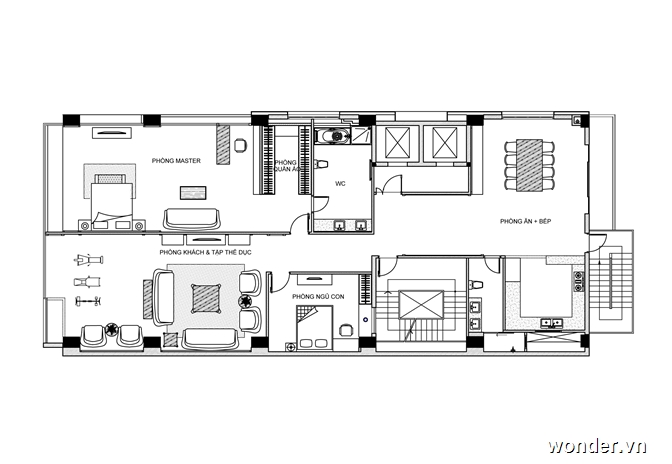 PHÒNG MASTER
PHÒNG
QUẦN ÁO
WC
PHÒNG ĂN + BẾP
PHÒNG KHÁCH & TẬP THỂ DỤC
PHÒNG NGỦ CON
wonder.vn